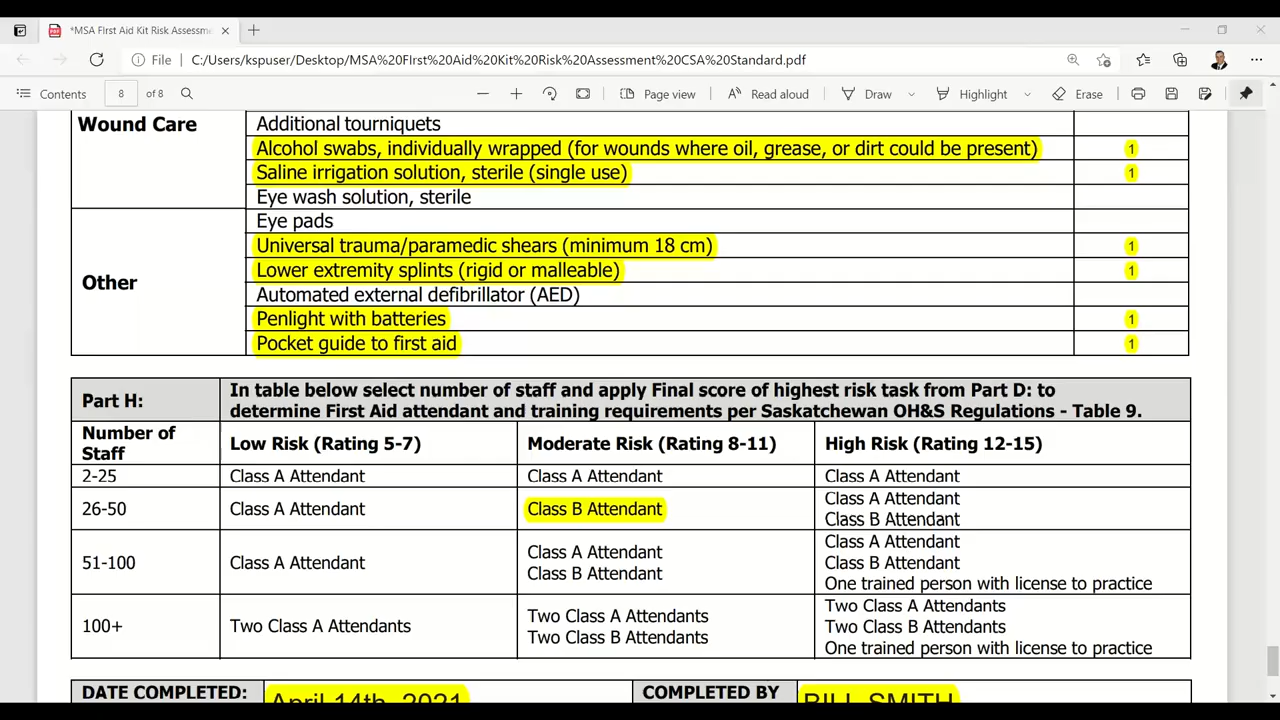 *MSA FIrst Aid Kit Risk Assessm
File
C:/Users/kspuser/Desktop/MSA%20FIrst%20Aid%20Kit%20Risk%20Assessment%20CSA%20Standard.pdf
Contents
8
of 8
Page view
Read aloud
Draw
Highlight
Erase
Wound Care
Additional tourniquets
Alcohol swabs, individually wrapped (for wounds where oil, grease, or dirt could be present) 1
Saline irrigation solution, sterile (single use) 1
Eye wash solution, sterile
Other
Eye pads
Universal trauma/paramedic shears (minimum 18 cm) 1
Lower extremity splints (rigid or malleable) 1
Automated external defibrillator (AED)
Penlight with batteries 1
Pocket guide to first aid 1
Part H:
In table below select number of staff and apply Final score of highest risk task from Part D: to
determine First Aid attendant and training requirements per Saskatchewan OH&S Regulations - Table 9.
Number of
Staff
Low Risk (Rating 5-7)
Moderate Risk (Rating 8-11)
High Risk (Rating 12-15)
2-25
Class A Attendant
Class A Attendant
Class A Attendant
26-50
Class A Attendant
Class B Attendant
Class A Attendant
Class B Attendant
51-100
Class A Attendant
Class A Attendant
Class B Attendant
Class A Attendant
Class B Attendant
One trained person with license to practice
100+
Two Class A Attendants
Two Class A Attendants
Two Class B Attendants
Two Class A Attendants
Two Class B Attendants
One trained person with license to practice
DATE COMPLETED:
April 14th, 2021
COMPLETED BY
BILL SMITH